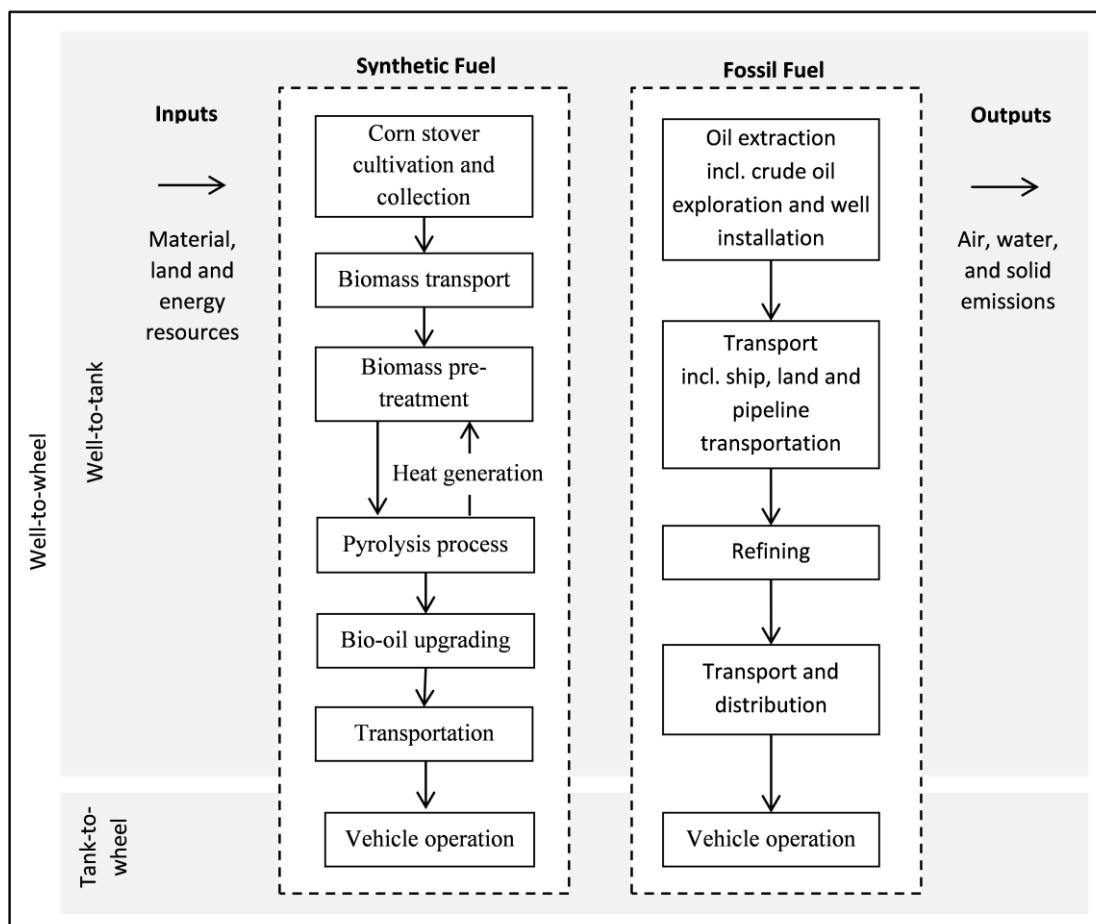 Synthetic Fuel
Fossil Fuel
Inputs
Outputs
Material,
land and
energy
resources
Corn stover
cultivation and
collection
Biomass transport
Biomass pre-
treatment
Heat generation
Pyrolysis process
Bio-oil upgrading
Transportation
Vehicle operation
Oil extraction
incl. crude oil
exploration and well
installation
Transport
incl. ship, land and
pipeline
transportation
Refining
Transport and
distribution
Vehicle operation
Air, water,
and solid
emissions
Well-to-wheel
Well-to-tank
Tank-to-
wheel